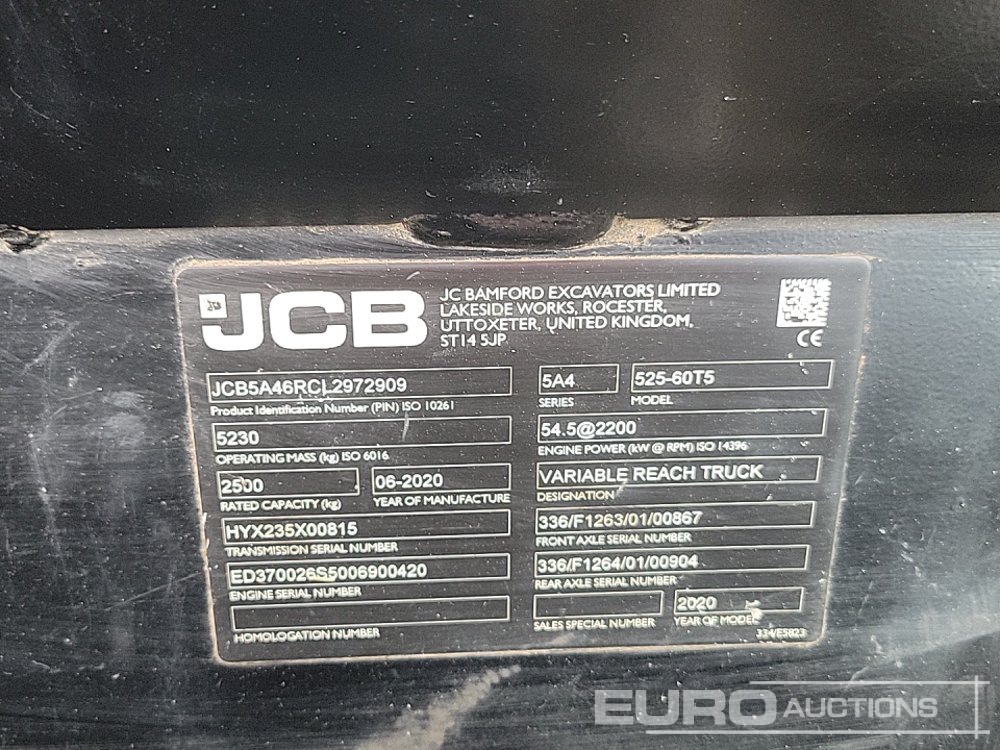 JCB
JC BAMFORD EXCAVATORS LIMITED
LAKESIDE WORKS, ROCESTER,
UTTOXETER, UNITED KINGDOM,
ST14 5JP
CE
JCB5A46RCL2972909
Product Identification Number (PIN) ISO 10261
5A4
SERIES
525-60T5
MODEL
5230
OPERATING MASS (kg) ISO 6016
54.5@2200
ENGINE POWER (kW @ RPM) ISO 14396
2500
RATED CAPACITY (kg)
06-2020
YEAR OF MANUFACTURE
VARIABLE REACH TRUCK
DESIGNATION
HYX235X00815
TRANSMISSION SERIAL NUMBER
336/F1263/01/00867
FRONT AXLE SERIAL NUMBER
ED370026S5006900420
ENGINE SERIAL NUMBER
336/F1264/01/00904
REAR AXLE SERIAL NUMBER
HOMOLOGATION NUMBER
SALES SPECIAL NUMBER
2020
YEAR OF MODEL
334/E5823
EURO AUCTIONS